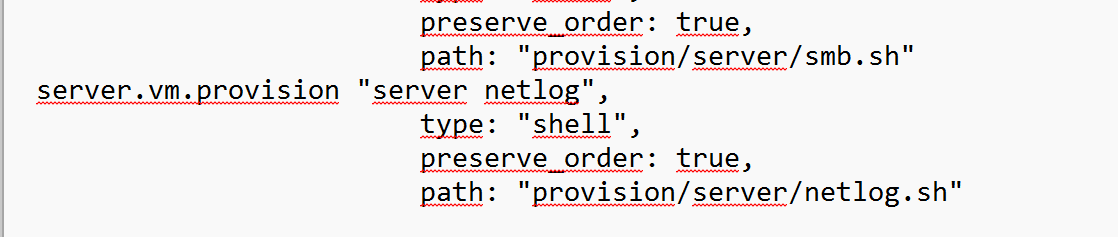 preserve_order: true,
path: "provision/server/smb.sh"
server.vm.provision "server netlog",
type: "shell",
preserve_order: true,
path: "provision/server/netlog.sh"